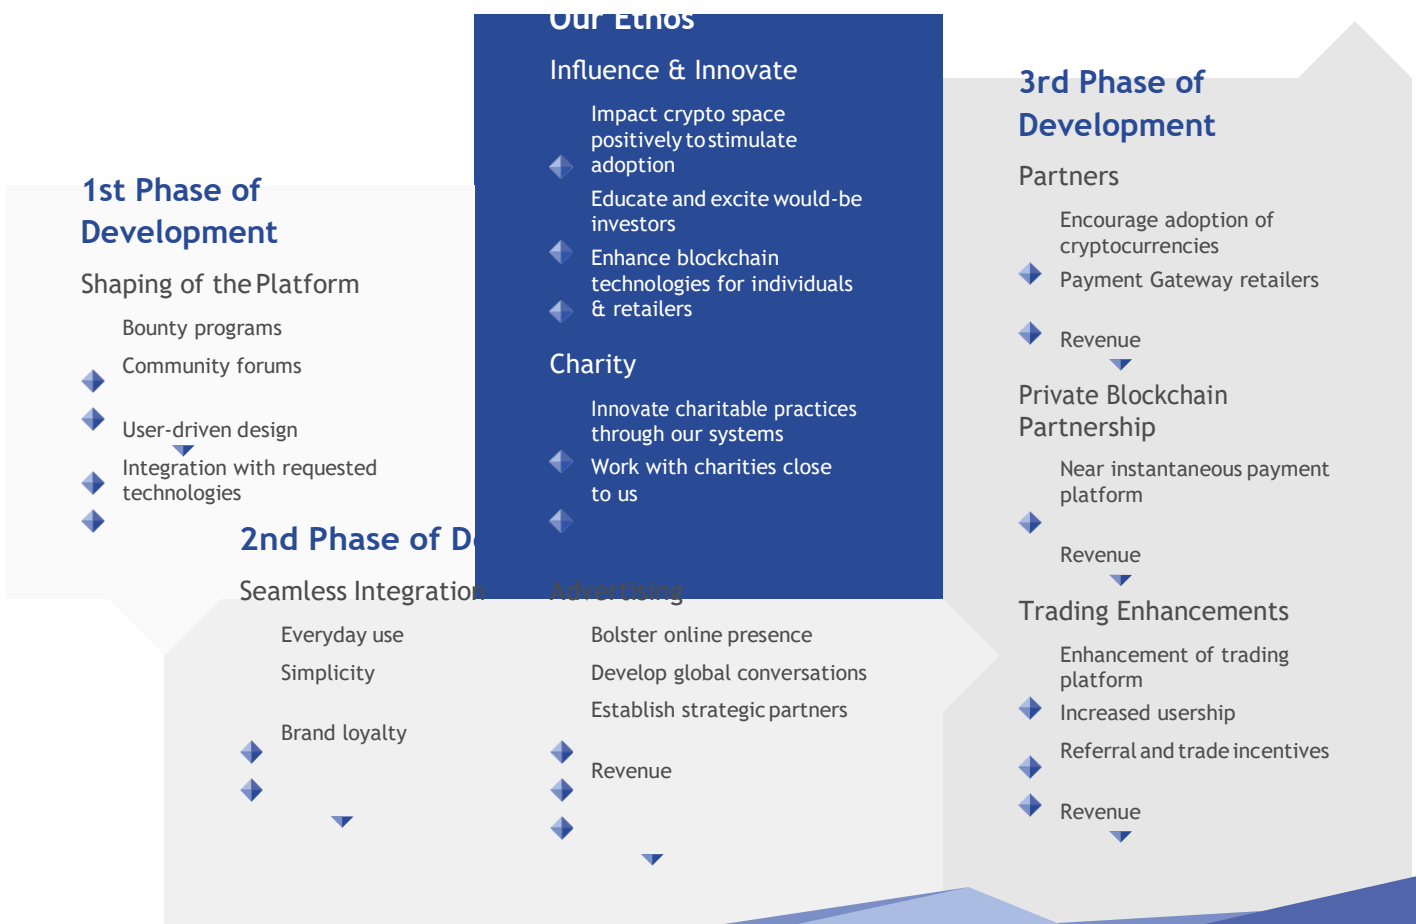 1st Phase of
Development
Shaping of the Platform
Bounty programs
Community forums
User-driven design
Integration with requested
technologies
2nd Phase of D
Seamless Integration
Everyday use
Simplicity
Brand loyalty
Our Ethos
Influence & Innovate
Impact crypto space
positively to stimulate
adoption
Educate and excite would-be
investors
Enhance blockchain
technologies for individuals
& retailers
Charity
Innovate charitable practices
through our systems
Work with charities close
to us
Advertising
Bolster online presence
Develop global conversations
Establish strategic partners
Revenue
3rd Phase of
Development
Partners
Encourage adoption of
cryptocurrencies
Payment Gateway retailers
Revenue
Private Blockchain
Partnership
Near instantaneous payment
platform
Revenue
Trading Enhancements
Enhancement of trading
platform
Increased usership
Referral and trade incentives
Revenue